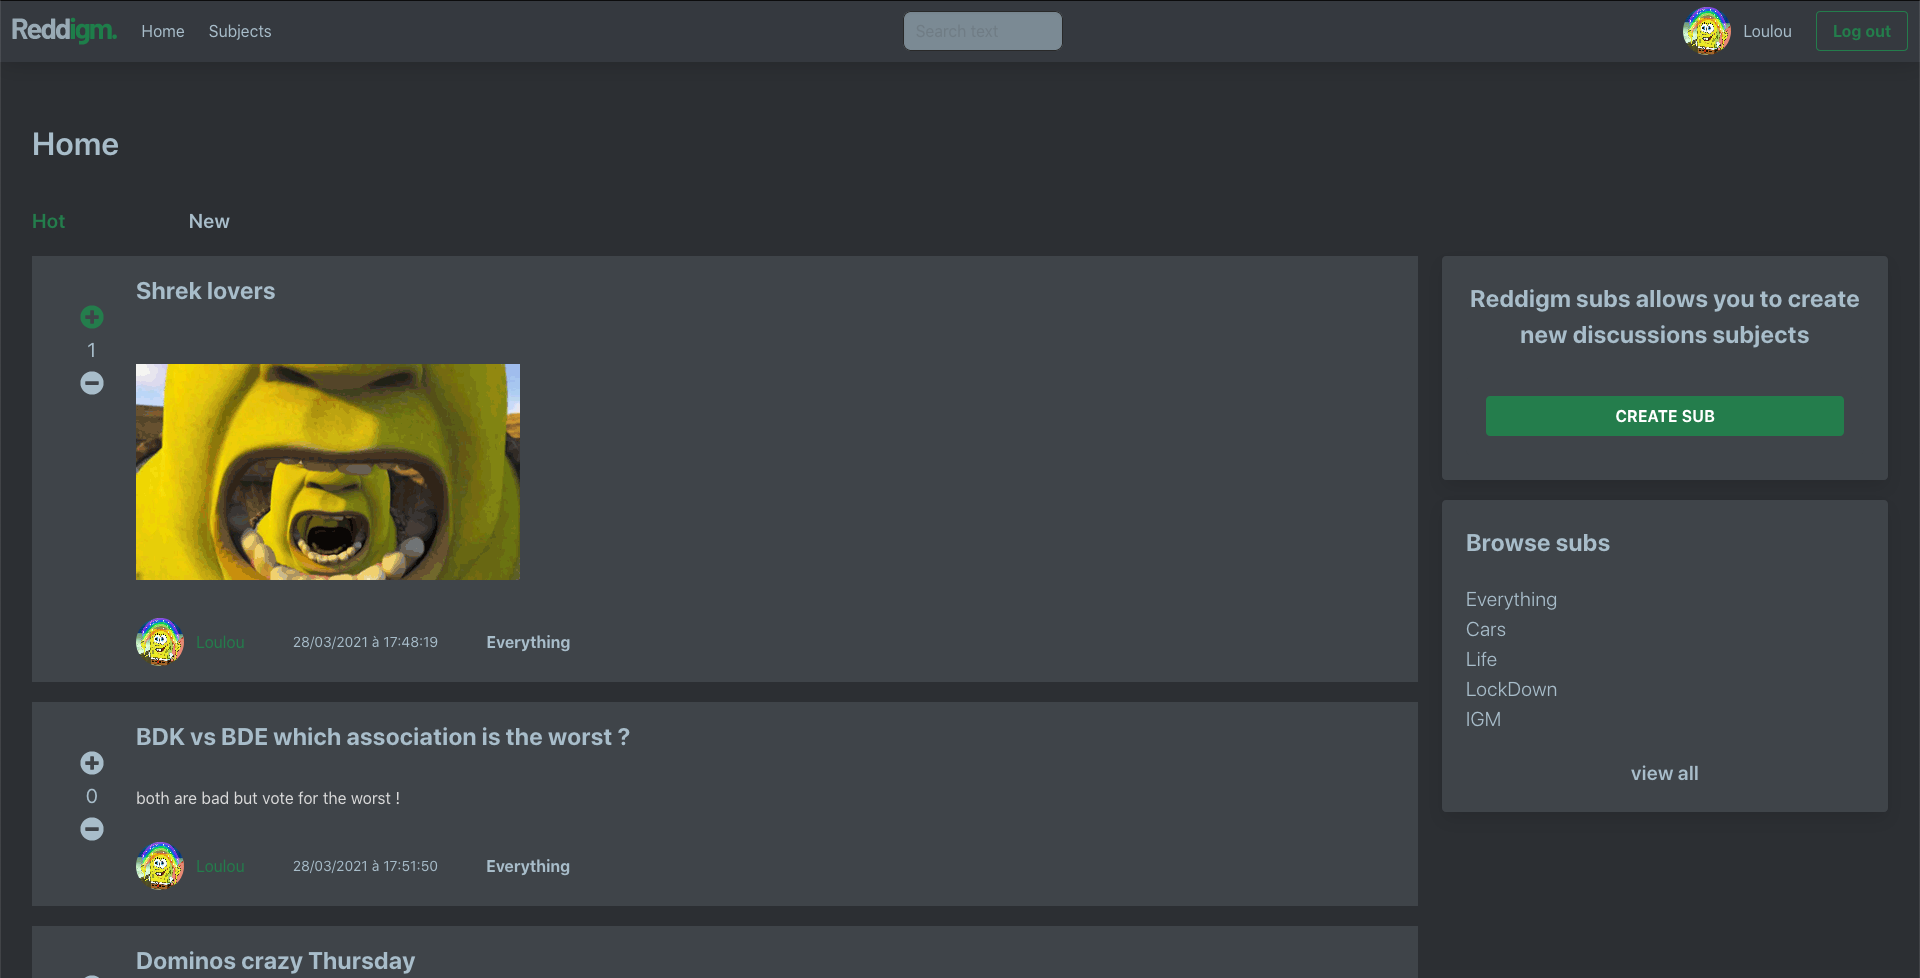 Reddigm.
Home
Subjects
Search text
Loulou
Log out
Home
Hot
New
Shrek lovers
1
Loulou
28/03/2021 à 17:48:19
Everything
BDK vs BDE which association is the worst ?
0
both are bad but vote for the worst !
Loulou
28/03/2021 à 17:51:50
Everything
Dominos crazy Thursday
Reddigm subs allows you to create
new discussions subjects
CREATE SUB
Browse subs
Everything
Cars
Life
LockDown
IGM
view all